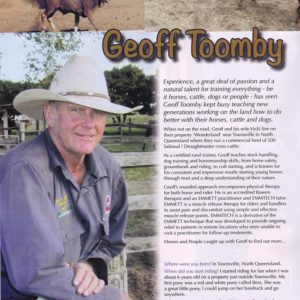 Geoff Toomby
Experience, a great deal of passion and a
natural talent for training everything - be
it horses, cattle, dogs or people - has seen
Geoff Toomby kept busy teaching new
generations working on the land how to do
better with their horses, cattle and dogs.
When not on the road, Geoff and his wife Vicki live on
their property 'Wonderland' near Townsville in North
Queensland where they run a commercial herd of 500
Salivead / Droughtmaster cross cattle.
As a certified rural trainer, Geoff teaches stock handling,
dog training and horsemanship skills, from horse safety,
groundwork and riding, to colt starting, and is known for
his consistent and impressive results starting young horses
through trust and a deep understanding of their nature.
Geoff's rounded approach encompasses physical therapy
for both horse and rider. He is an accredited Bowen
therapist and an EMMETT practitioner and EMMTECH tutor.
EMMETT is a muscle release therapy for riders and handlers
to assist pain and discomfort using simple and effective
muscle release points. EMMTECH is a derivative of the
EMMETT technique that was developed to provide ongoing
relief to patients in remote locations who were unable to
visit a practitioner for follow-up treatments.
Horses and People caught up with Geoff to find out more...
Where were you born? In Townsville, North Queensland.
When did you start riding? I started riding for fun when I was
about 6 years old on a property just outside Townsville. My
first pony was a red and white pony called Bess. She was
a great little pony, I could jump on her bareback and go
anywhere.